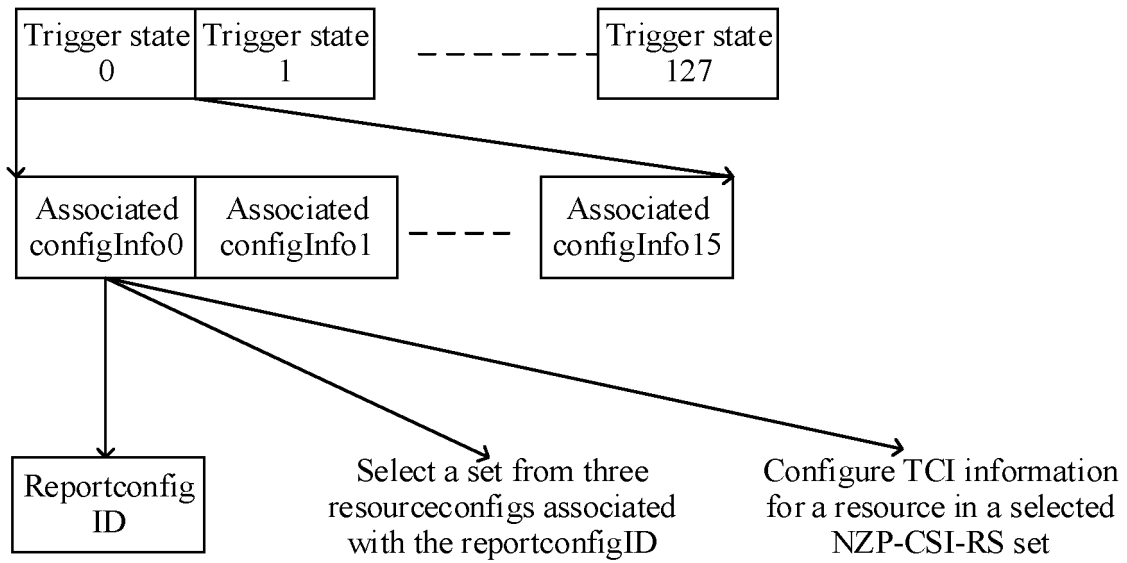 Trigger state
0
Trigger state
1
Trigger state
127
Associated
configInfo0
Associated
configInfo1
Associated
configInfo15
Reportconfig
ID
Select a set from three
resourceconfigs associated
with the reportconfigID
Configure TCI information
for a resource in a selected
NZP-CSI-RS set